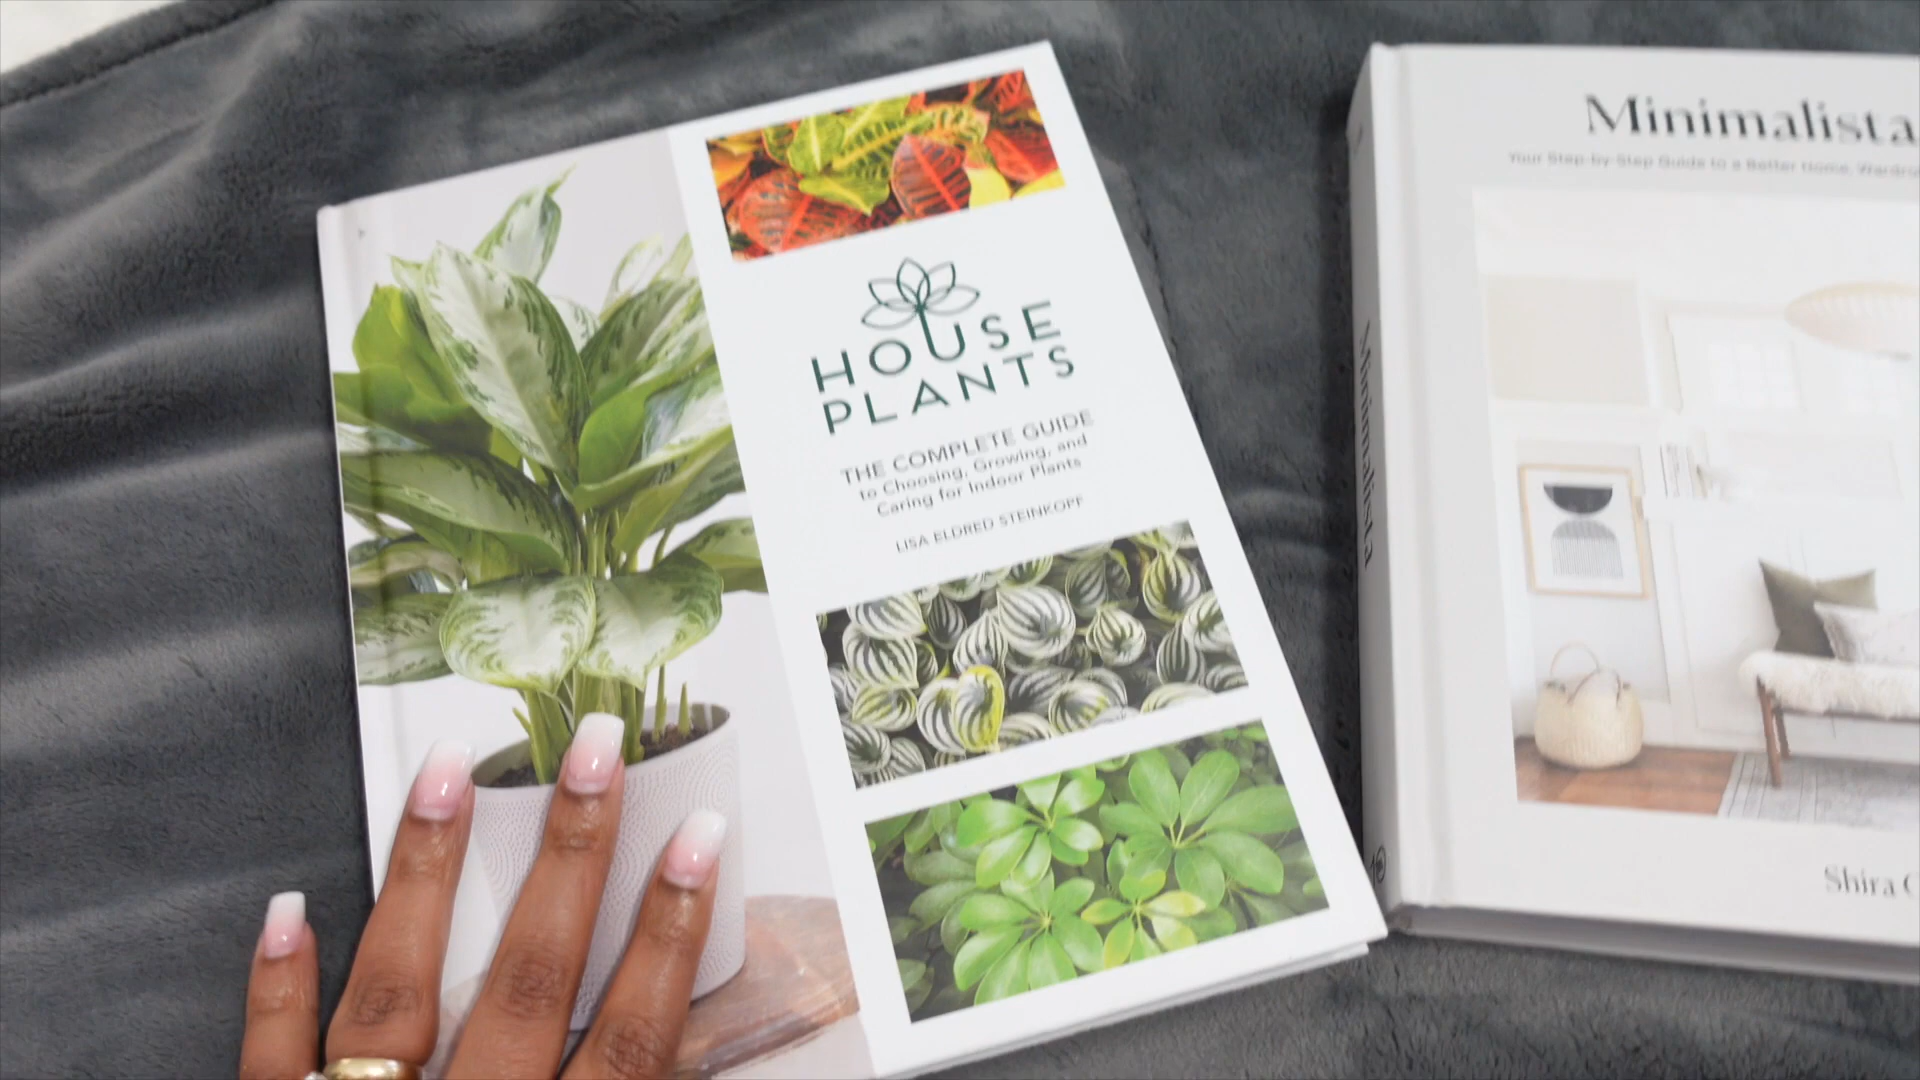 HOUSE
PLANTS
THE COMPLETE GUIDE
to Choosing, Growing, and
Caring for Indoor Plants
LISA ELDRED STEINKOPF
Minimalista
Your Step-by-Step Guide to a Better Home, Wardro
Minimalista
Shira